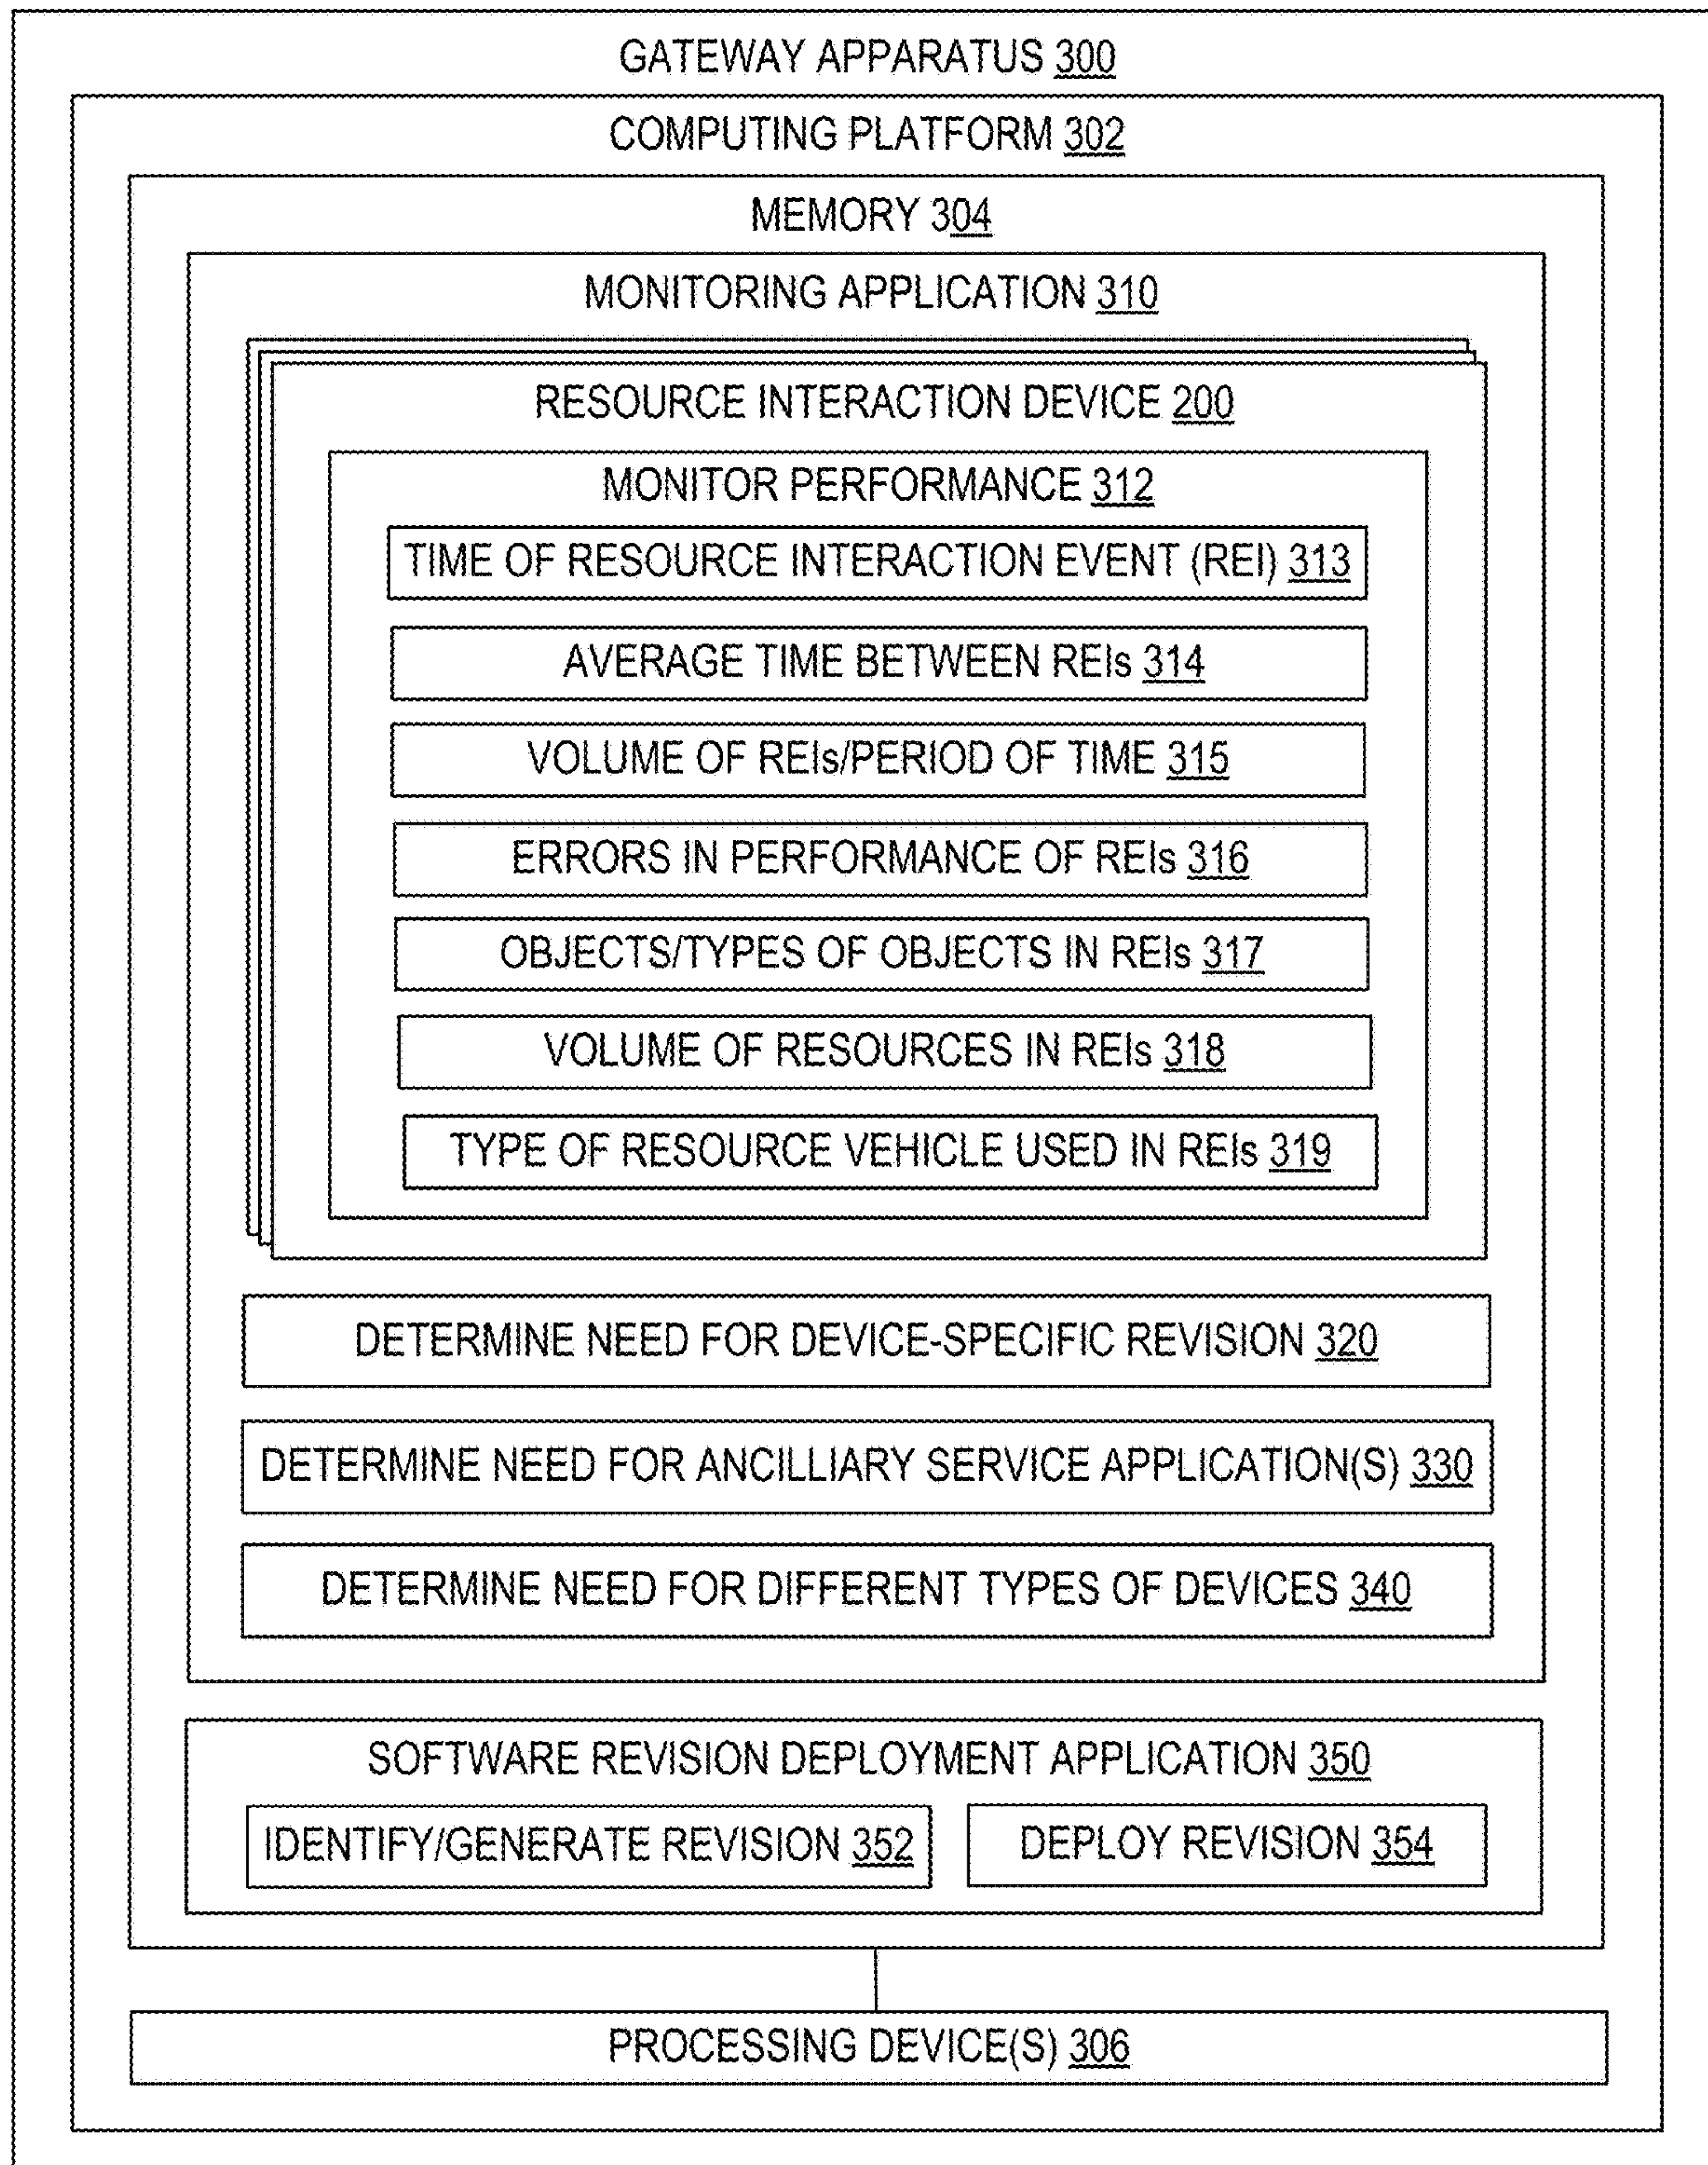 GATEWAY APPARATUS 300
COMPUTING PLATFORM 302
MEMORY 304
MONITORING APPLICATION 310
RESOURCE INTERACTION DEVICE 200
MONITOR PERFORMANCE 312
TIME OF RESOURCE INTERACTION EVENT (REI) 313
AVERAGE TIME BETWEEN REIs 314
VOLUME OF REIs/PERIOD OF TIME 315
ERRORS IN PERFORMANCE OF REIs 316
OBJECTS/TYPES OF OBJECTS IN REIs 317
VOLUME OF RESOURCES IN REIs 318
TYPE OF RESOURCE VEHICLE USED IN REIs 319
DETERMINE NEED FOR DEVICE-SPECIFIC REVISION 320
DETERMINE NEED FOR ANCILLIARY SERVICE APPLICATION(S) 330
DETERMINE NEED FOR DIFFERENT TYPES OF DEVICES 340
SOFTWARE REVISION DEPLOYMENT APPLICATION 350
IDENTIFY/GENERATE REVISION 352
DEPLOY REVISION 354
PROCESSING DEVICE(S) 306